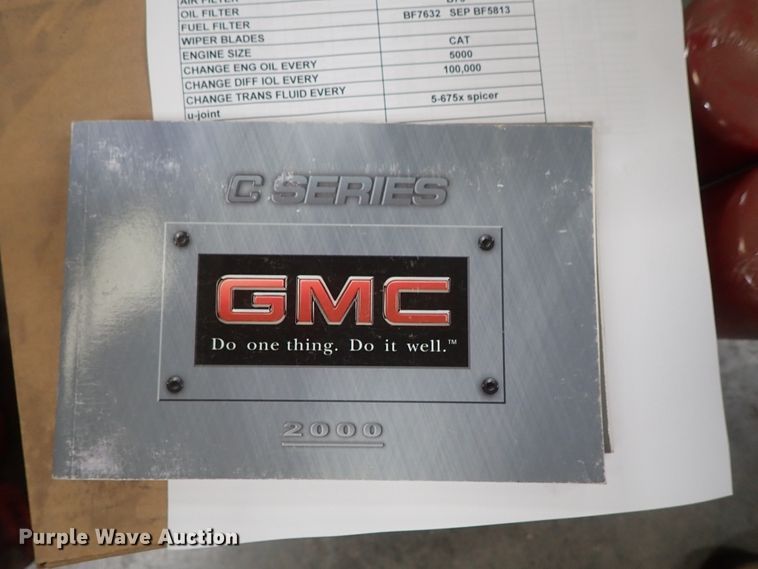 AIR FILTER
OIL FILTER BF7632 SEP BF5813
FUEL FILTER
WIPER BLADES CAT
ENGINE SIZE 5000
CHANGE ENG OIL EVERY 100,000
CHANGE DIFF IOL EVERY
CHANGE TRANS FLUID EVERY 5-675x spicer
u-joint
C SERIES
GMC
Do one thing. Do it well.™
2000
Purple Wave Auction®